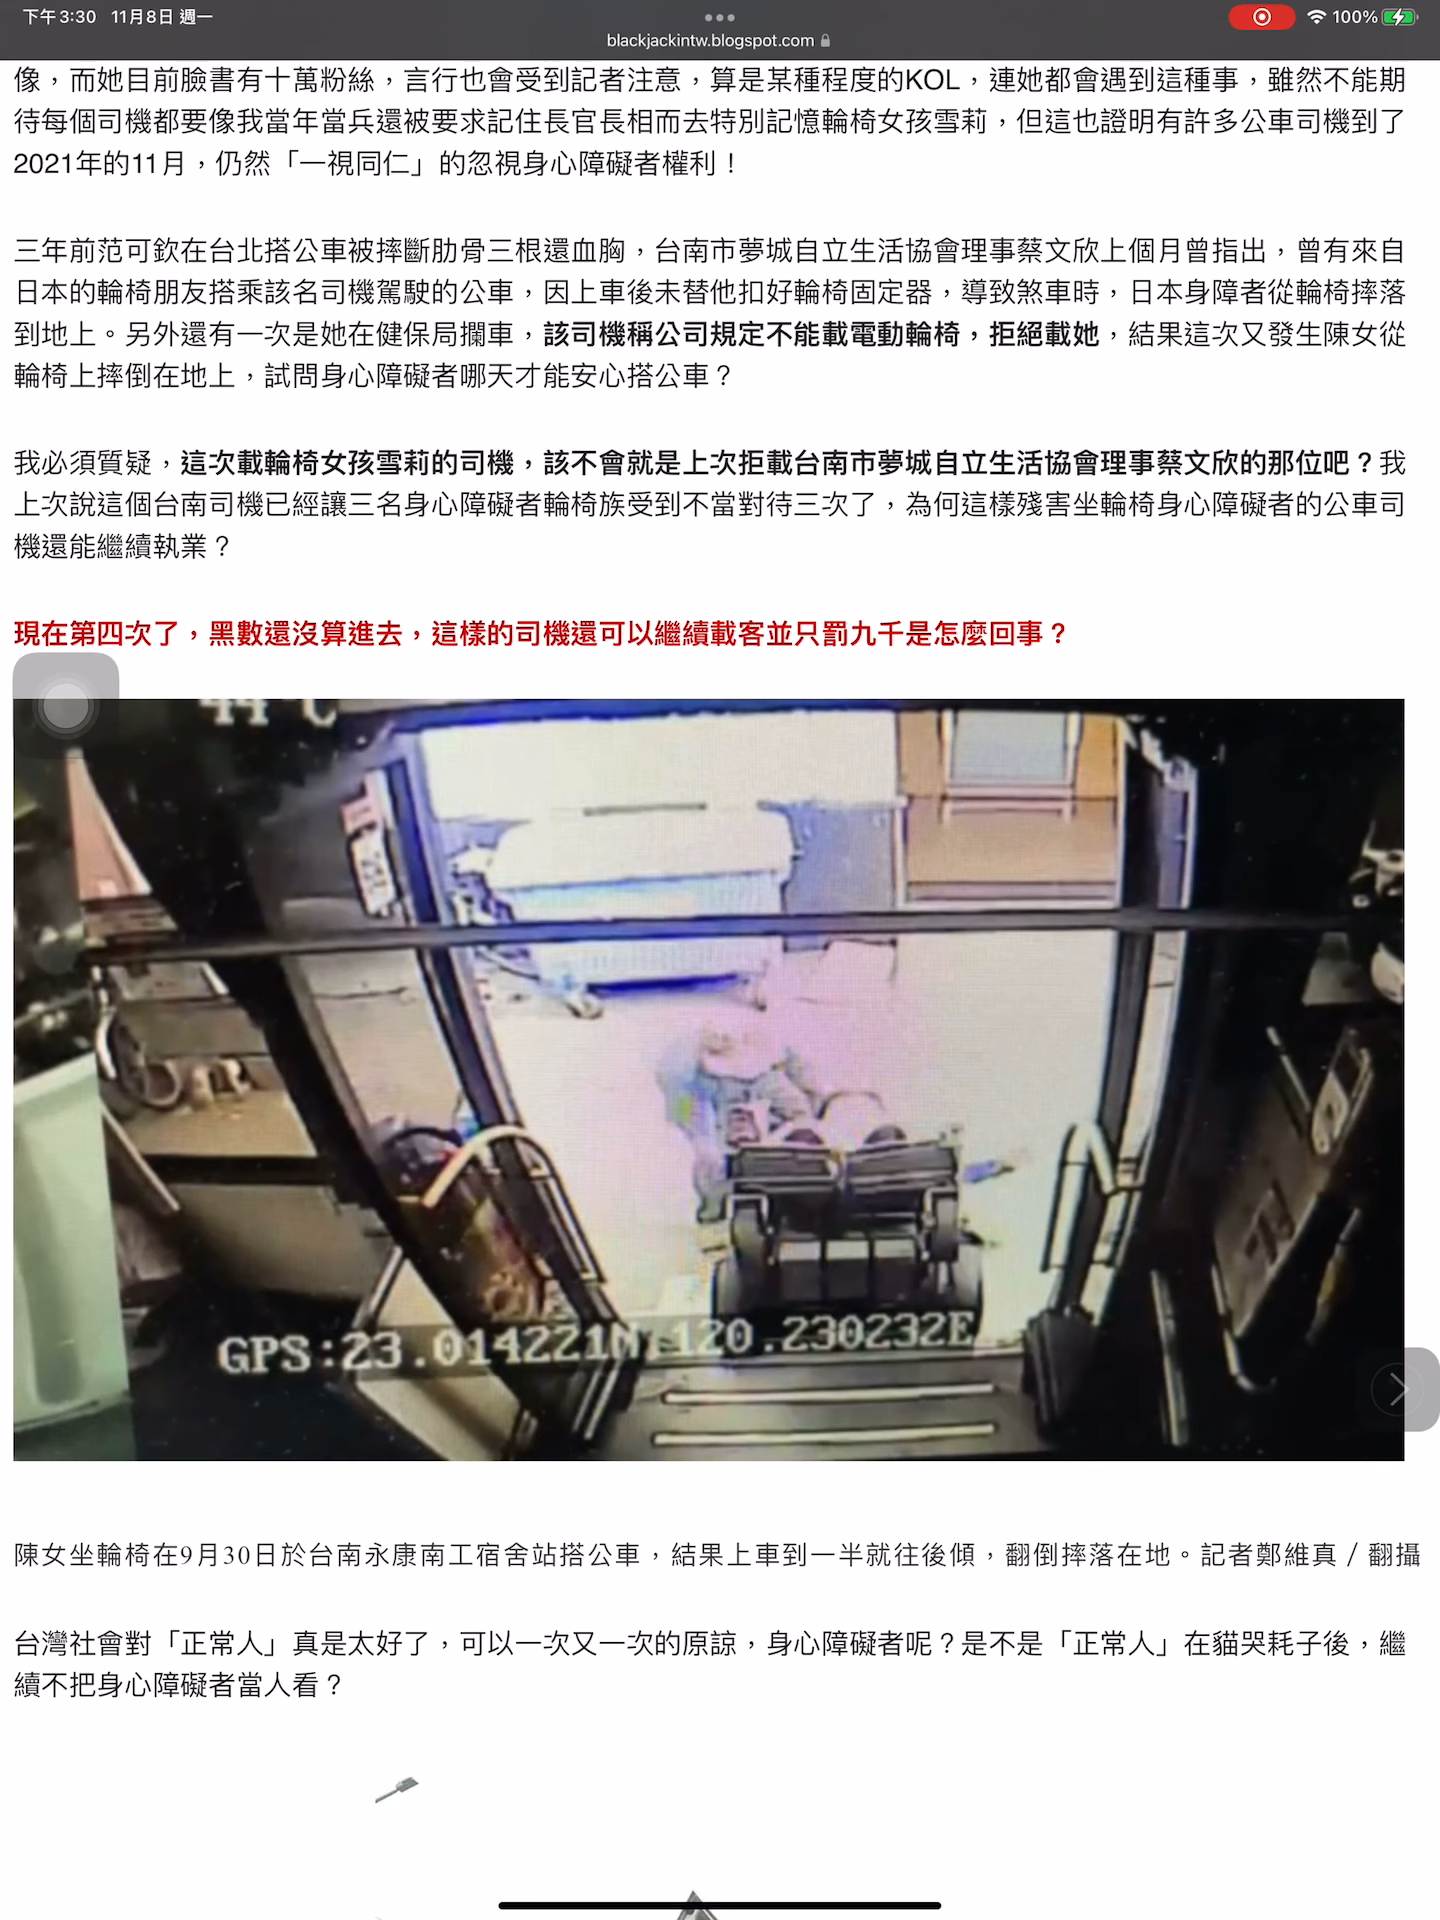 下午3:30 11月8日 週一
100%
blackjackintw.blogspot.com
像，而她目前臉書有十萬粉絲，言行也會受到記者注意，算是某種程度的KOL，連她都會遇到這種事，雖然不能期
待每個司機都要像我當年當兵還被要求記住長官長相而去特別記憶輪椅女孩雪莉，但這也證明有許多公車司機到了
2021年的11月，仍然「一視同仁」的忽視身心障礙者權利！
三年前范可欽在台北搭公車被摔斷肋骨三根還血胸，台南市夢城自立生活協會理事蔡文欣上個月曾指出，曾有來自
日本的輪椅朋友搭乘該名司機駕駛的公車，因上車後未替他扣好輪椅固定器，導致煞車時，日本身障者從輪椅摔落
到地上。另外還有一次是她在健保局攔車，該司機稱公司規定不能載電動輪椅，拒絕載她，結果這次又發生陳女從
輪椅上摔倒在地上，試問身心障礙者哪天才能安心搭公車？
我必須質疑，這次載輪椅女孩雪莉的司機，該不會就是上次拒載台南市夢城自立生活協會理事蔡文欣的那位吧？我
上次說這個台南司機已經讓三名身心障礙者輪椅族受到不當對待三次了，為何這樣殘害坐輪椅身心障礙者的公車司
機還能繼續執業？
現在第四次了，黑數還沒算進去，這樣的司機還可以繼續載客並只罰九千是怎麼回事？
44°C
GPS:23.014221N,120.230232E
陳女坐輪椅在9月30日於台南永康南工宿舍站搭公車，結果上車到一半就往後傾，翻倒摔落在地。記者鄭維真／翻攝
台灣社會對「正常人」真是太好了，可以一次又一次的原諒，身心障礙者呢？是不是「正常人」在貓哭耗子後，繼
續不把身心障礙者當人看？